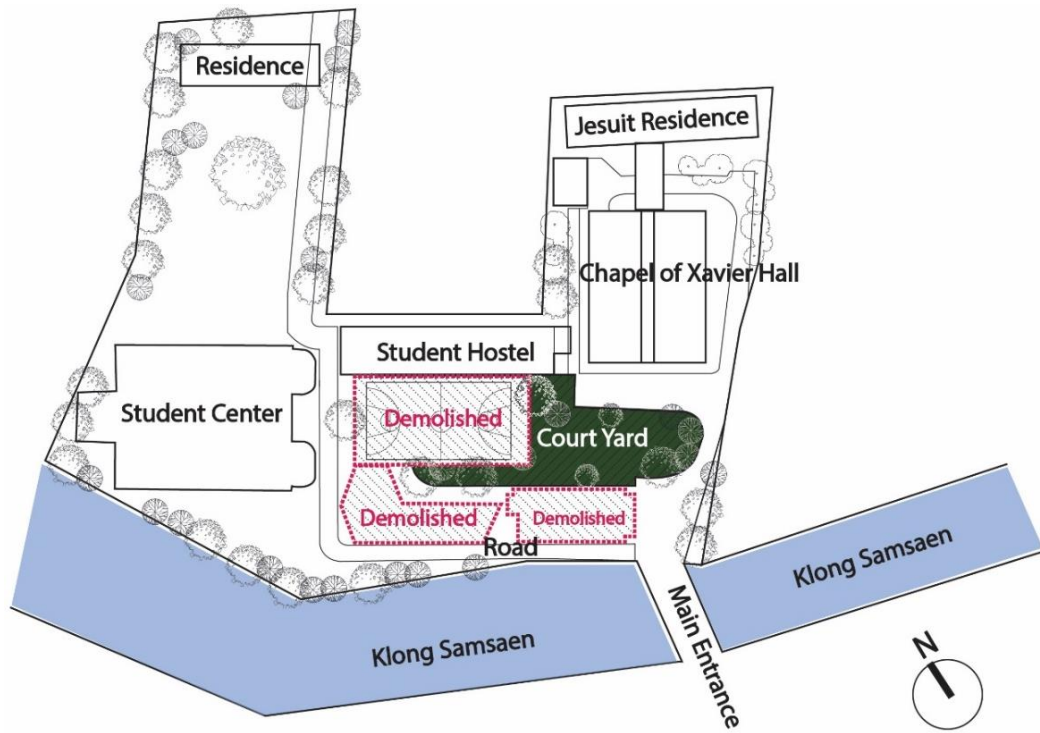 Residence
Jesuit Residence
Chapel of Xavier Hall
Student Hostel
Student Center
Demolished
Court Yard
Demolished
Demolished
Road
Klong Samsaen
Klong Samsaen
Main Entrance
N